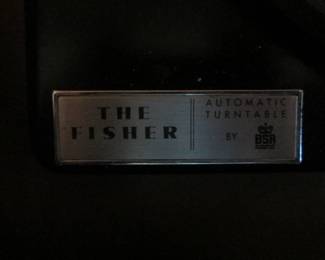 THE
FISHER
AUTOMATIC
TURNTABLE
BY
BSR